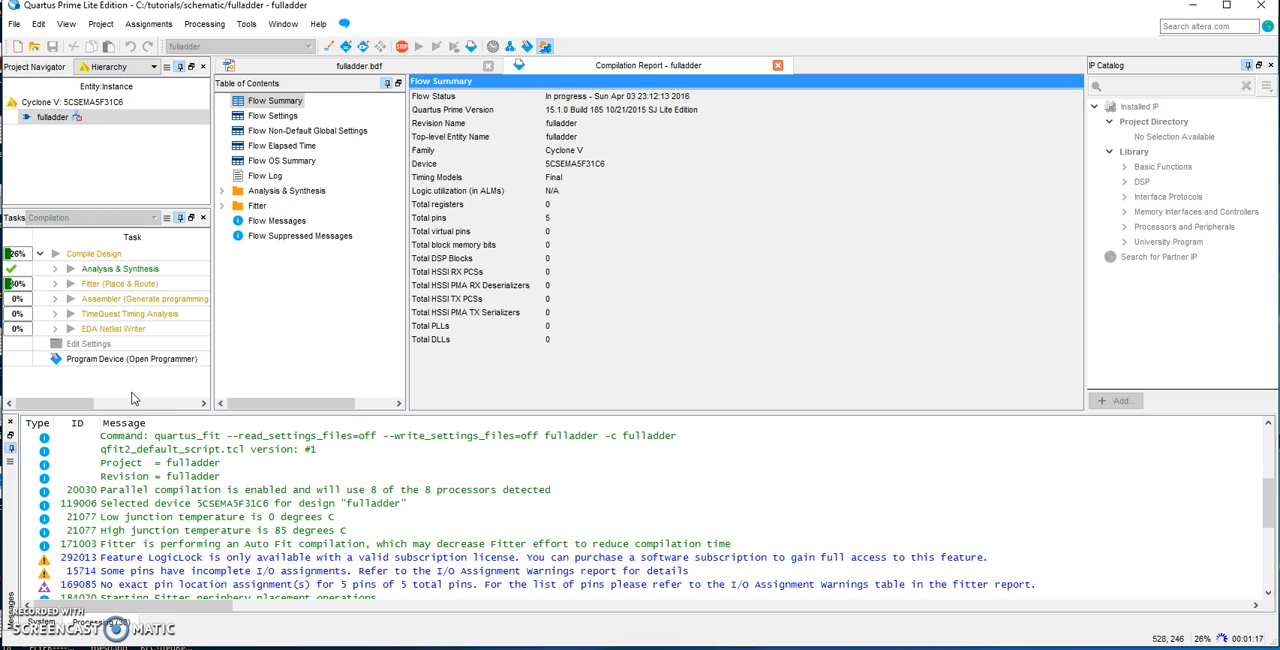 Quartus Prime Lite Edition - C:/tutorials/schematic/fulladder - fulladder
File Edit View Project Assignments Processing Tools Window Help
Search altera.com
fulladder
Project Navigator Hierarchy
Entity:Instance
Cyclone V: 5CSEMA5F31C6
fulladder
Tasks Compilation
Task
26% Compile Design
Analysis & Synthesis
Fitter (Place & Route)
0% Assembler (Generate programming
0% TimeQuest Timing Analysis
0% EDA Netlist Writer
Edit Settings
Program Device (Open Programmer)
fulladder.bdf
Compilation Report - fulladder
Table of Contents
Flow Summary
Flow Settings
Flow Non-Default Global Settings
Flow Elapsed Time
Flow OS Summary
Flow Log
Analysis & Synthesis
Fitter
Flow Messages
Flow Suppressed Messages
Flow Summary
Flow Status In progress - Sun Apr 03 23:12:13 2016
Quartus Prime Version 15.1.0 Build 185 10/21/2015 SJ Lite Edition
Revision Name fulladder
Top-level Entity Name fulladder
Family Cyclone V
Device 5CSEMA5F31C6
Timing Models Final
Logic utilization (in ALMs) N/A
Total registers 0
Total pins 5
Total virtual pins 0
Total block memory bits 0
Total DSP Blocks 0
Total HSSI RX PCSs 0
Total HSSI PMA RX Deserializers 0
Total HSSI TX PCSs 0
Total HSSI PMA TX Serializers 0
Total PLLs 0
Total DLLs 0
IP Catalog
Installed IP
Project Directory
No Selection Available
Library
Basic Functions
DSP
Interface Protocols
Memory Interfaces and Controllers
Processors and Peripherals
University Program
Search for Partner IP
+ Add...
Type ID Message
Command: quartus_fit --read_settings_files=off --write_settings_files=off fulladder -c fulladder
qfit2_default_script.tcl version: #1
Project = fulladder
Revision = fulladder
20030 Parallel compilation is enabled and will use 8 of the 8 processors detected
119006 Selected device 5CSEMA5F31C6 for design "fulladder"
21077 Low junction temperature is 0 degrees C
21077 High junction temperature is 85 degrees C
171003 Fitter is performing an Auto Fit compilation, which may decrease Fitter effort to reduce compilation time
292013 Feature LogicLock is only available with a valid subscription license. You can purchase a software subscription to gain full access to this feature.
15714 Some pins have incomplete I/O assignments. Refer to the I/O Assignment Warnings report for details
169085 No exact pin location assignment(s) for 5 pins of 5 total pins. For the list of pins please refer to the I/O Assignment Warnings table in the fitter report.
184020 Starting Fitter periphery placement operations
Messages
System
RECORDED WITH
SCREENCAST MATIC
528, 246 26% 00:01:17